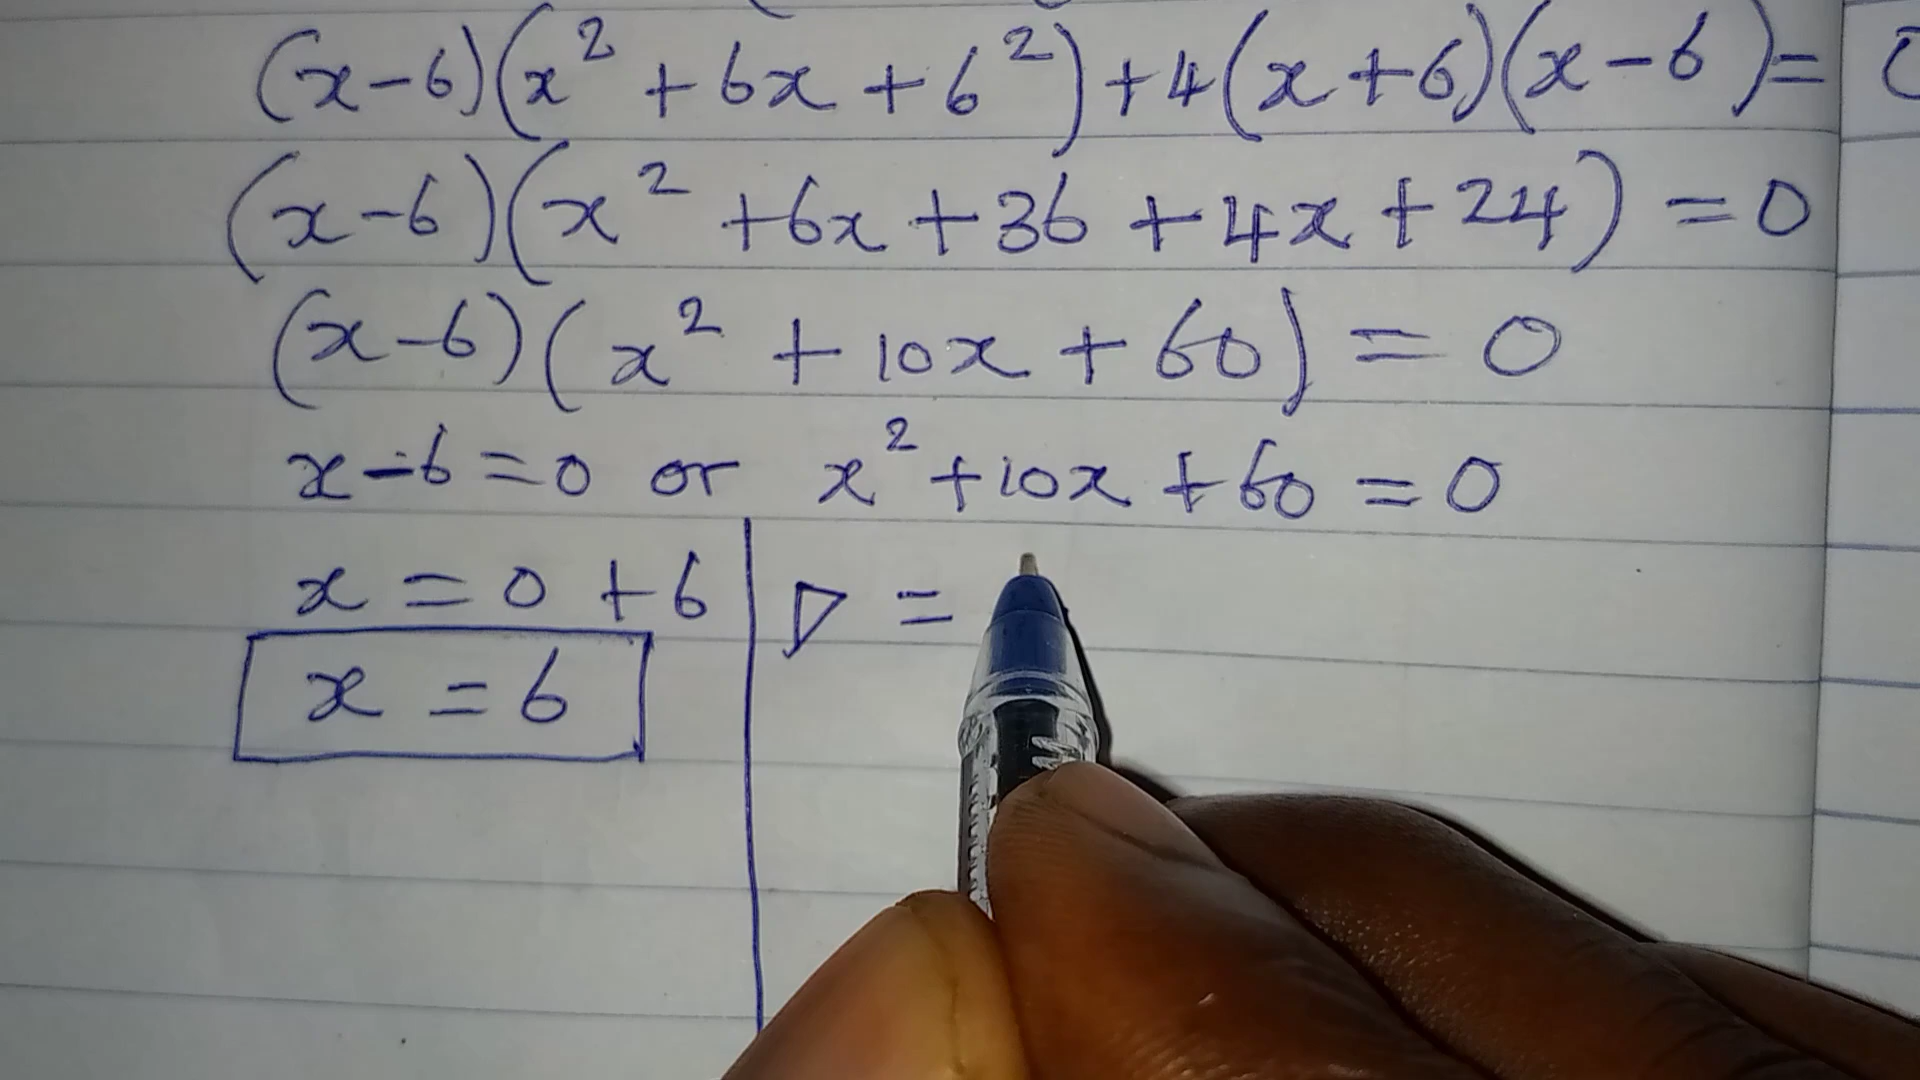 (x-6)(x² + 6x + 6²) + 4(x+6)(x-6) = 0
(x-6)(x² +6x +36 +4x +24) = 0
(x-6)(x² + 10x + 60) = 0
x-6=0 or x² +10x +60 = 0
x = 0 +6
▷ =
x = 6